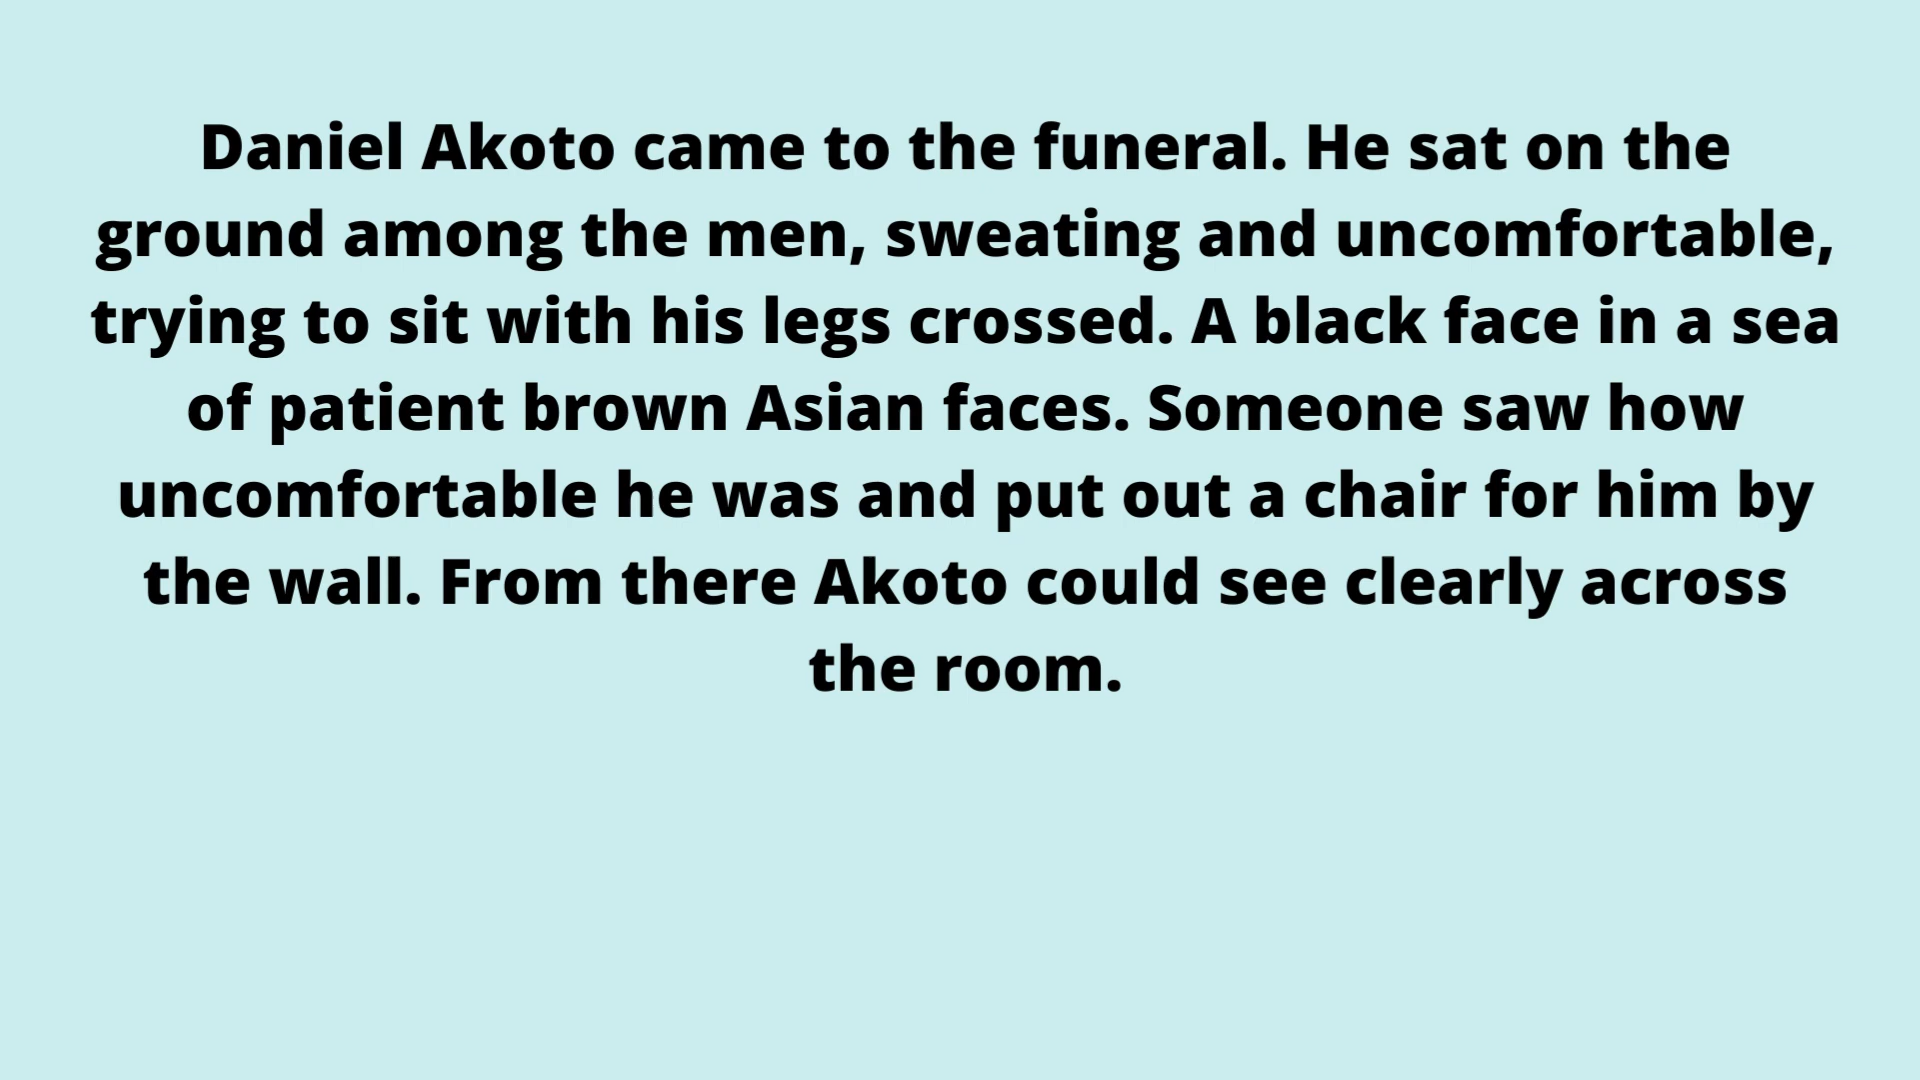 Daniel Akoto came to the funeral. He sat on the
ground among the men, sweating and uncomfortable,
trying to sit with his legs crossed. A black face in a sea
of patient brown Asian faces. Someone saw how
uncomfortable he was and put out a chair for him by
the wall. From there Akoto could see clearly across
the room.